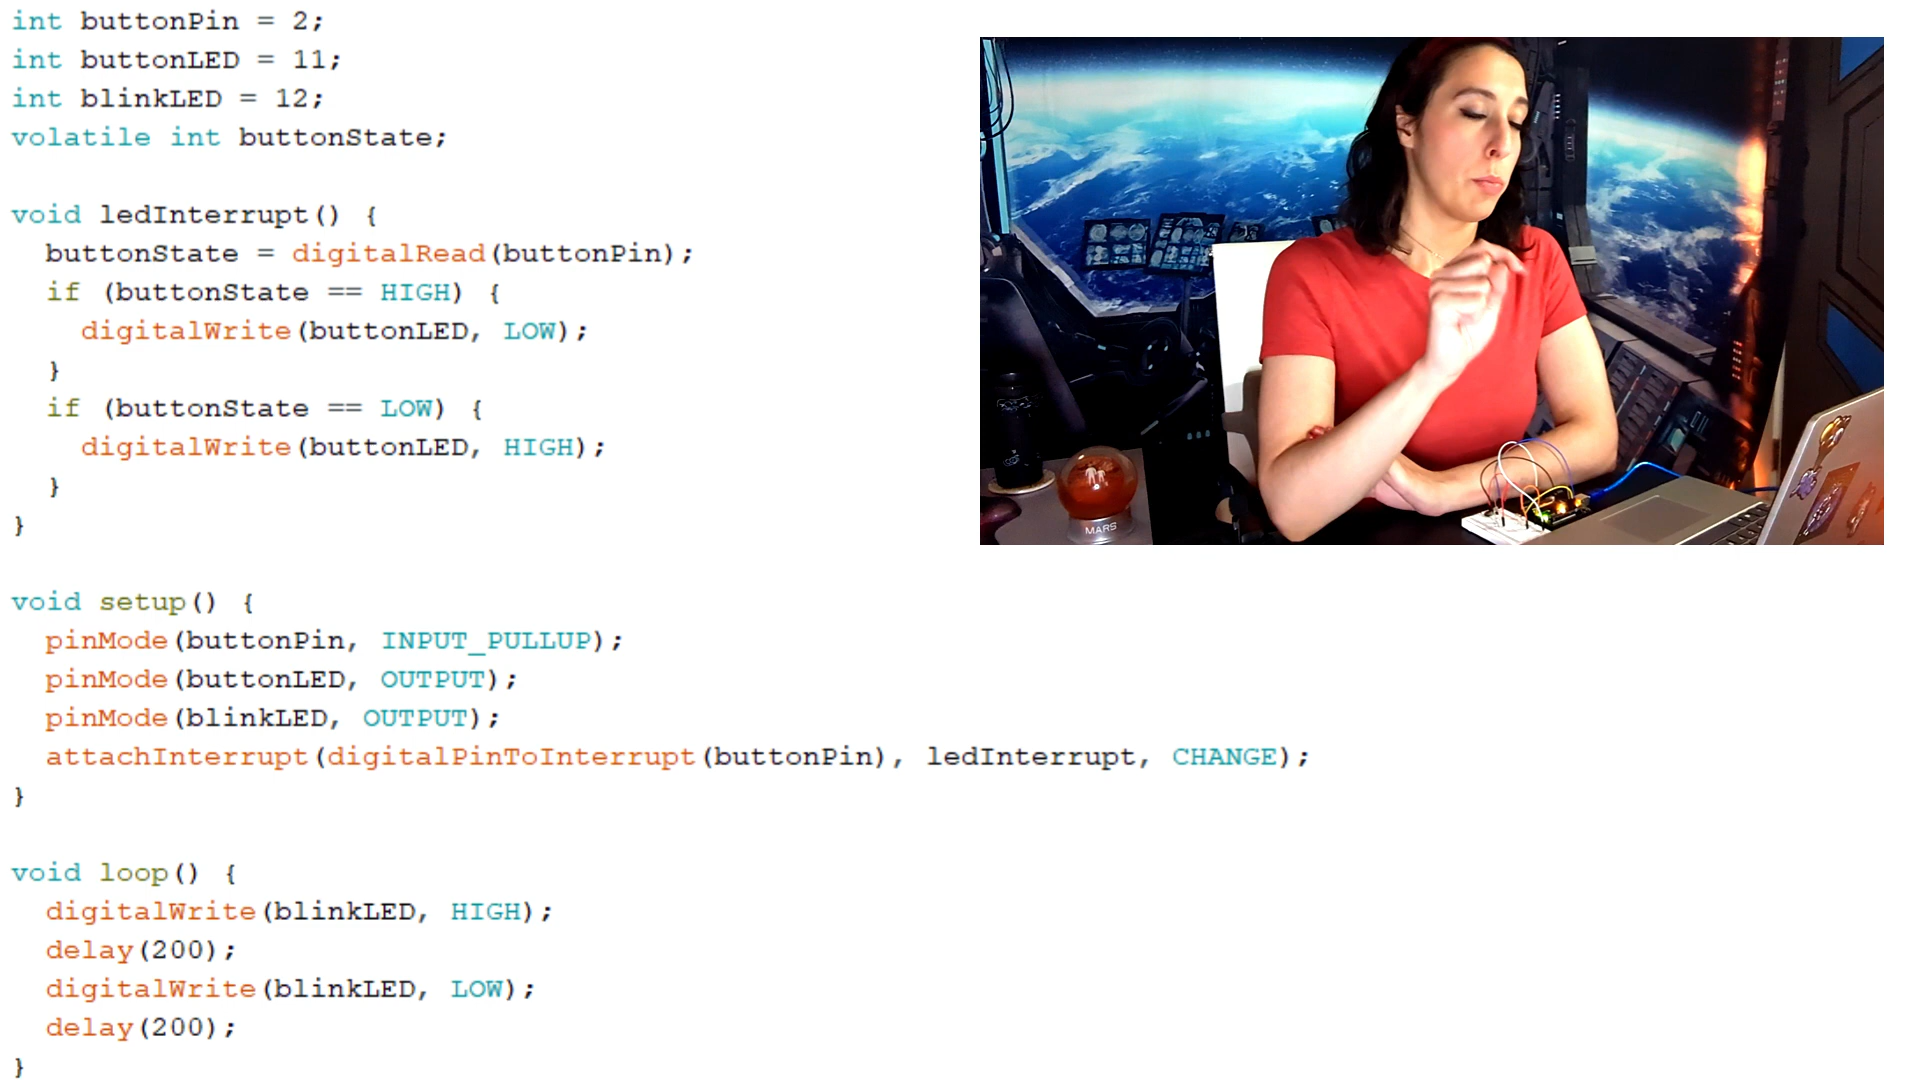 int buttonPin = 2;
int buttonLED = 11;
int blinkLED = 12;
volatile int buttonState;
void ledInterrupt() {
  buttonState = digitalRead(buttonPin);
  if (buttonState == HIGH) {
    digitalWrite(buttonLED, LOW);
  }
  if (buttonState == LOW) {
    digitalWrite(buttonLED, HIGH);
  }
}
void setup() {
  pinMode(buttonPin, INPUT_PULLUP);
  pinMode(buttonLED, OUTPUT);
  pinMode(blinkLED, OUTPUT);
  attachInterrupt(digitalPinToInterrupt(buttonPin), ledInterrupt, CHANGE);
}
void loop() {
  digitalWrite(blinkLED, HIGH);
  delay(200);
  digitalWrite(blinkLED, LOW);
  delay(200);
}
MARS